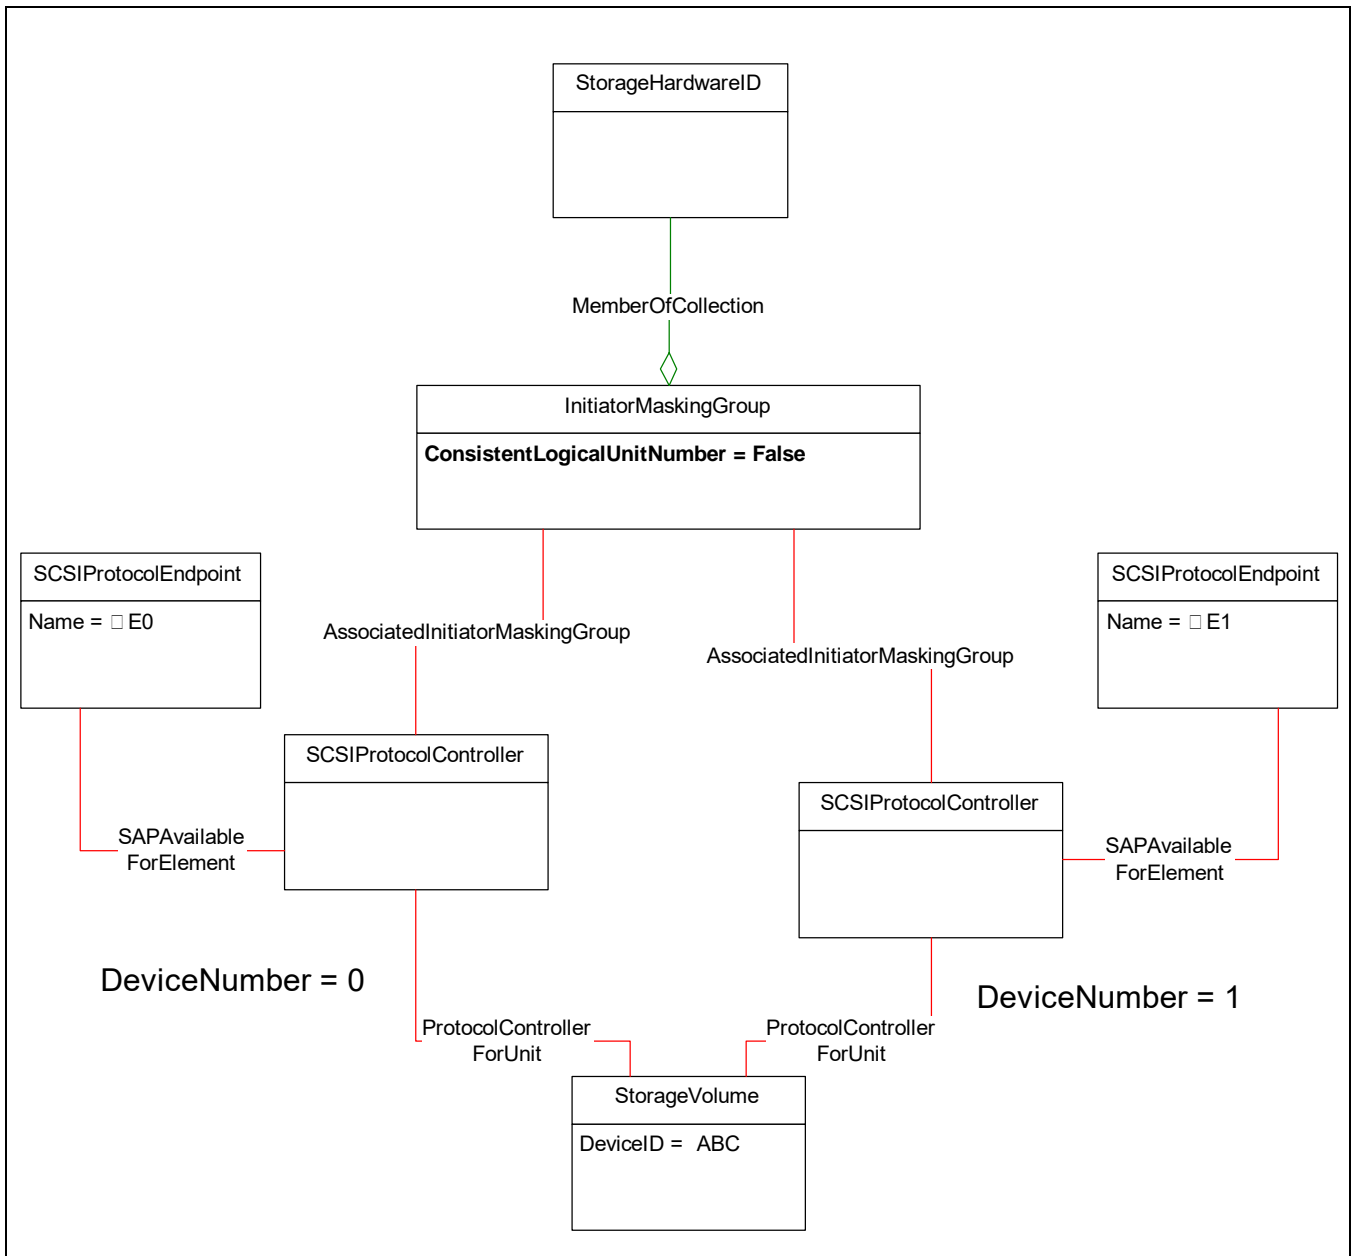 StorageHardwareID
MemberOfCollection
InitiatorMaskingGroup
ConsistentLogicalUnitNumber = False
SCSIProtocolEndpoint
Name = □ E0
SCSIProtocolEndpoint
Name = □ E1
AssociatedInitiatorMaskingGroup
AssociatedInitiatorMaskingGroup
SCSIProtocolController
SCSIProtocolController
SAPAvailable
ForElement
SAPAvailable
ForElement
DeviceNumber = 0
DeviceNumber = 1
ProtocolController
ForUnit
ProtocolController
ForUnit
StorageVolume
DeviceID = ABC